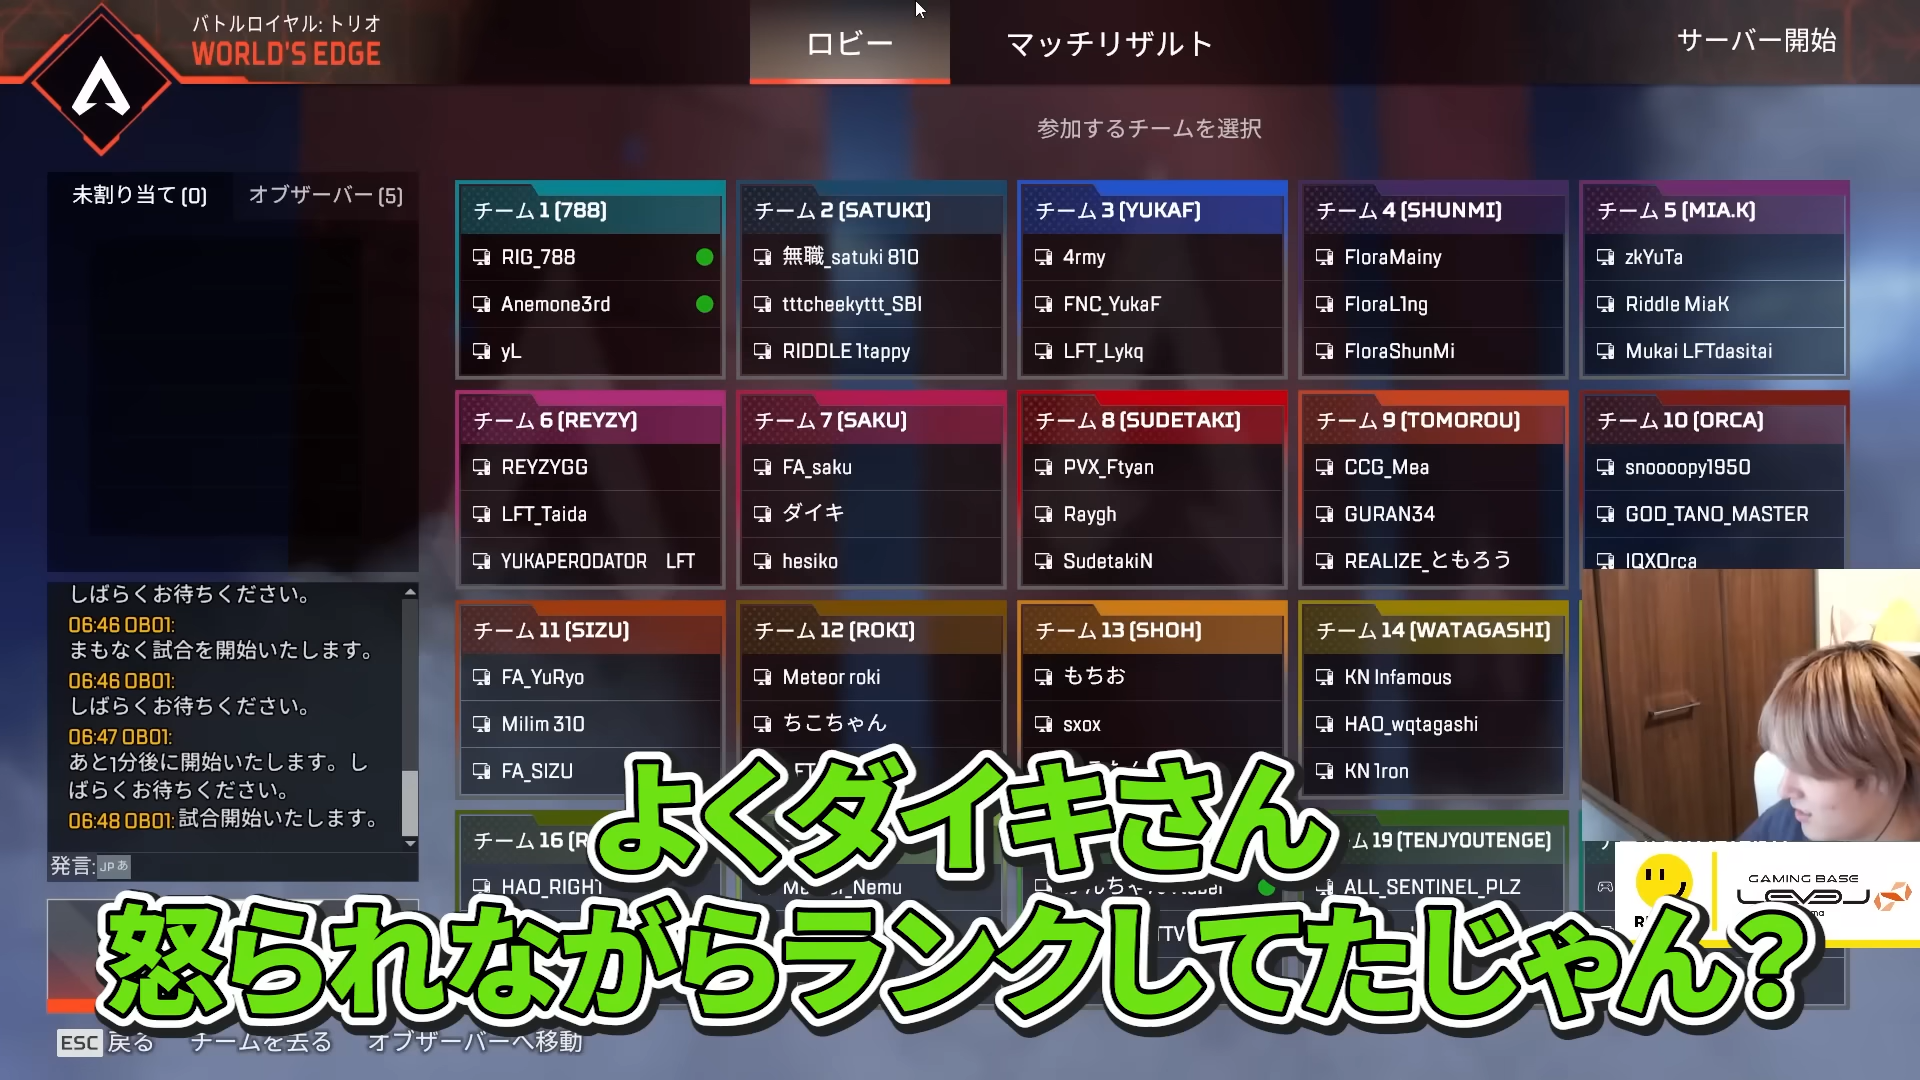 バトルロイヤル: トリオ
WORLD'S EDGE
ロビー
マッチリザルト
サーバー開始
参加するチームを選択
未割り当て (0)
オブザーバー (5)
チーム 1 (788)
RIG_788
Anemone3rd
yL
チーム 2 (SATUKI)
無職_satuki 810
tttcheekyttt_SBI
RIDDLE 1tappy
チーム 3 (YUKAF)
4rmy
FNC_YukaF
LFT_Lykq
チーム 4 (SHUNMI)
FloraMainy
FloraL1ng
FloraShunMi
チーム 5 (MIA.K)
zkYuTa
Riddle MiaK
Mukai LFTdasitai
チーム 6 (REYZY)
REYZYGG
LFT_Taida
YUKAPERODATOR LFT
チーム 7 (SAKU)
FA_saku
ダイキ
hesiko
チーム 8 (SUDETAKI)
PVX_Ftyan
Raygh
SudetakiN
チーム 9 (TOMOROU)
CCG_Mea
GURAN34
REALIZE_ともろう
チーム 10 (ORCA)
snoooopy1950
GOD_TANO_MASTER
IQXOrca
チーム 11 (SIZU)
FA_YuRyo
Milim 310
FA_SIZU
チーム 12 (ROKI)
Meteor roki
ちこちゃん
チーム 13 (SHOH)
もちお
sxox
チーム 14 (WATAGASHI)
KN Infamous
HAO_wqtagashi
KN 1ron
チーム 16
HAO_RIGHT
19 (TENJYOUTENGE)
ALL_SENTINEL_PLZ
しばらくお待ちください。
06:46 OB01:
まもなく試合を開始いたします。
06:46 OB01:
しばらくお待ちください。
06:47 OB01:
あと1分後に開始いたします。し
ばらくお待ちください。
06:48 OB01: 試合開始いたします。
発言: JP あ
GAMING BASE
LEVEL
よくダイキさん
怒られながらランクしてたじゃん？
ESC 戻る
チームを去る
オブザーバーへ移動